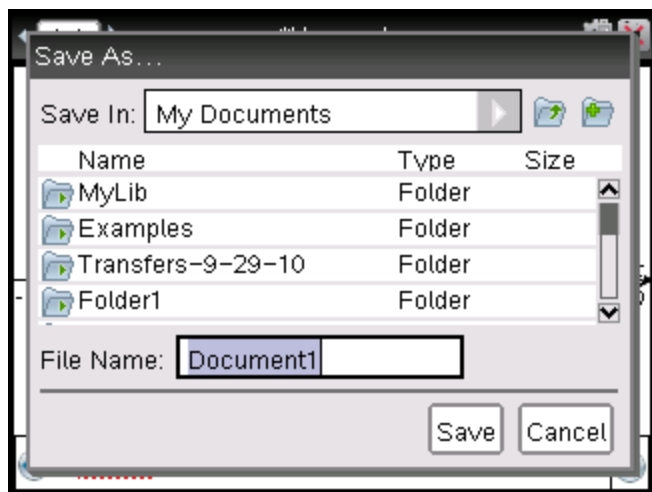 Save As...
Save In: My Documents
Name Type Size
MyLib Folder
Examples Folder
Transfers-9-29-10 Folder
Folder1 Folder
File Name: Document1
Save Cancel